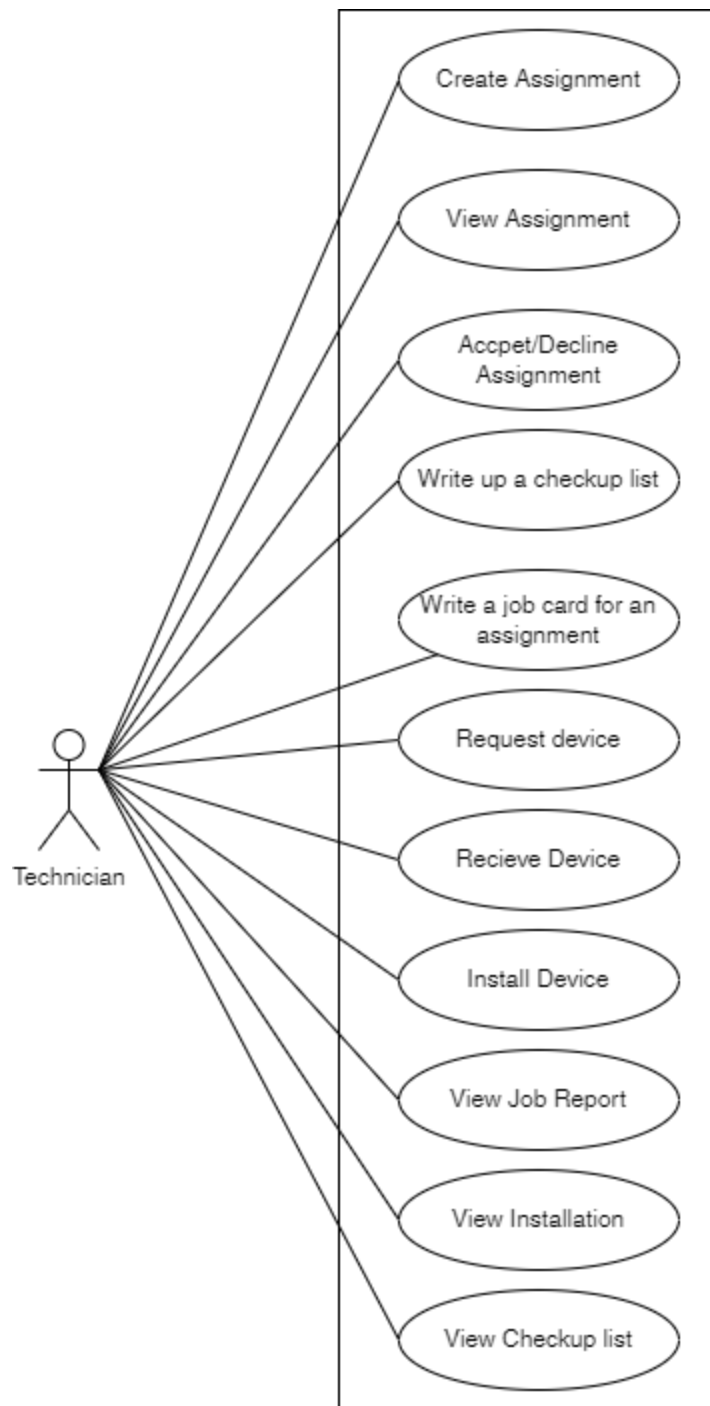 Create Assignment
View Assignment
Accpet/Decline
Assignment
Write up a checkup list
Write a job card for an
assignment
Request device
Recieve Device
Install Device
View Job Report
View Installation
View Checkup list
Technician